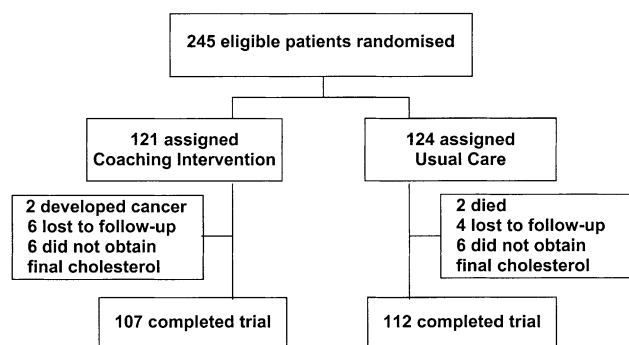 245 eligible patients randomised
121 assigned
Coaching Intervention
124 assigned
Usual Care
2 developed cancer
6 lost to follow-up
6 did not obtain
final cholesterol
2 died
4 lost to follow-up
6 did not obtain
final cholesterol
107 completed trial
112 completed trial